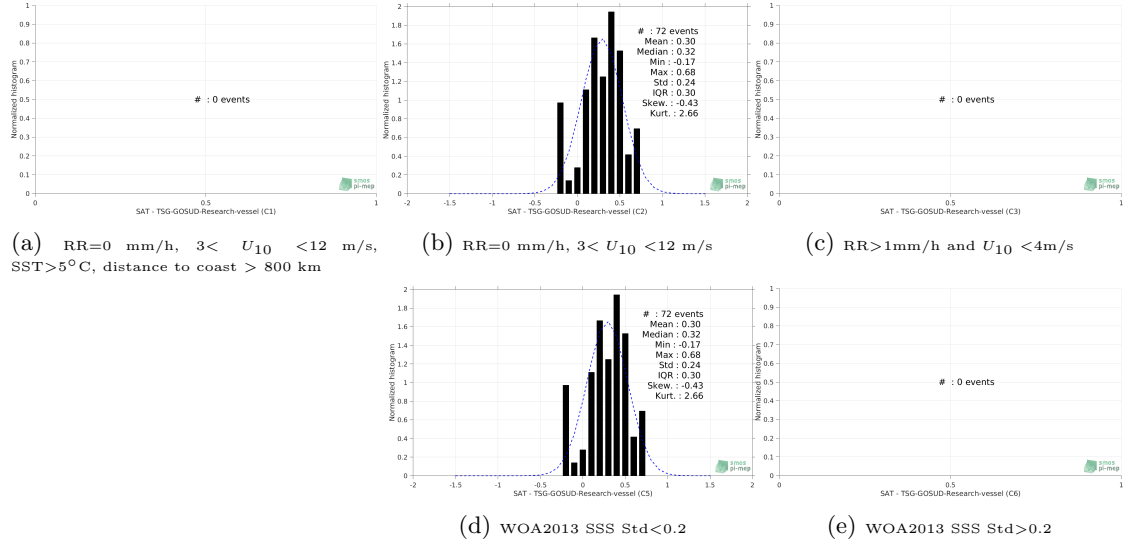 1
0.9
0.8
0.7
0.6
0.5
0.4
0.3
0.2
0.1
0
0 0.5 1
Normalized histogram
# : 0 events
smos
pi-mep
SAT - TSG-GOSUD-Research-vessel (C1)
(a) RR=0 mm/h, 3< U10 <12 m/s,
SST>5°C, distance to coast > 800 km
2
1.8
1.6
1.4
1.2
1
0.8
0.6
0.4
0.2
0
-2 -1.5 -1 -0.5 0 0.5 1 1.5 2
Normalized histogram
# : 72 events
Mean : 0.30
Median : 0.32
Min : -0.17
Max : 0.68
Std : 0.24
IQR : 0.30
Skew. : -0.43
Kurt. : 2.66
smos
pi-mep
SAT - TSG-GOSUD-Research-vessel (C2)
(b) RR=0 mm/h, 3< U10 <12 m/s
1
0.9
0.8
0.7
0.6
0.5
0.4
0.3
0.2
0.1
0
0 0.5 1
Normalized histogram
# : 0 events
smos
pi-mep
SAT - TSG-GOSUD-Research-vessel (C3)
(c) RR>1mm/h and U10 <4m/s
2
1.8
1.6
1.4
1.2
1
0.8
0.6
0.4
0.2
0
-2 -1.5 -1 -0.5 0 0.5 1 1.5 2
Normalized histogram
# : 72 events
Mean : 0.30
Median : 0.32
Min : -0.17
Max : 0.68
Std : 0.24
IQR : 0.30
Skew. : -0.43
Kurt. : 2.66
smos
pi-mep
SAT - TSG-GOSUD-Research-vessel (C5)
(d) WOA2013 SSS Std<0.2
1
0.9
0.8
0.7
0.6
0.5
0.4
0.3
0.2
0.1
0
0 0.5 1
Normalized histogram
# : 0 events
smos
pi-mep
SAT - TSG-GOSUD-Research-vessel (C6)
(e) WOA2013 SSS Std>0.2